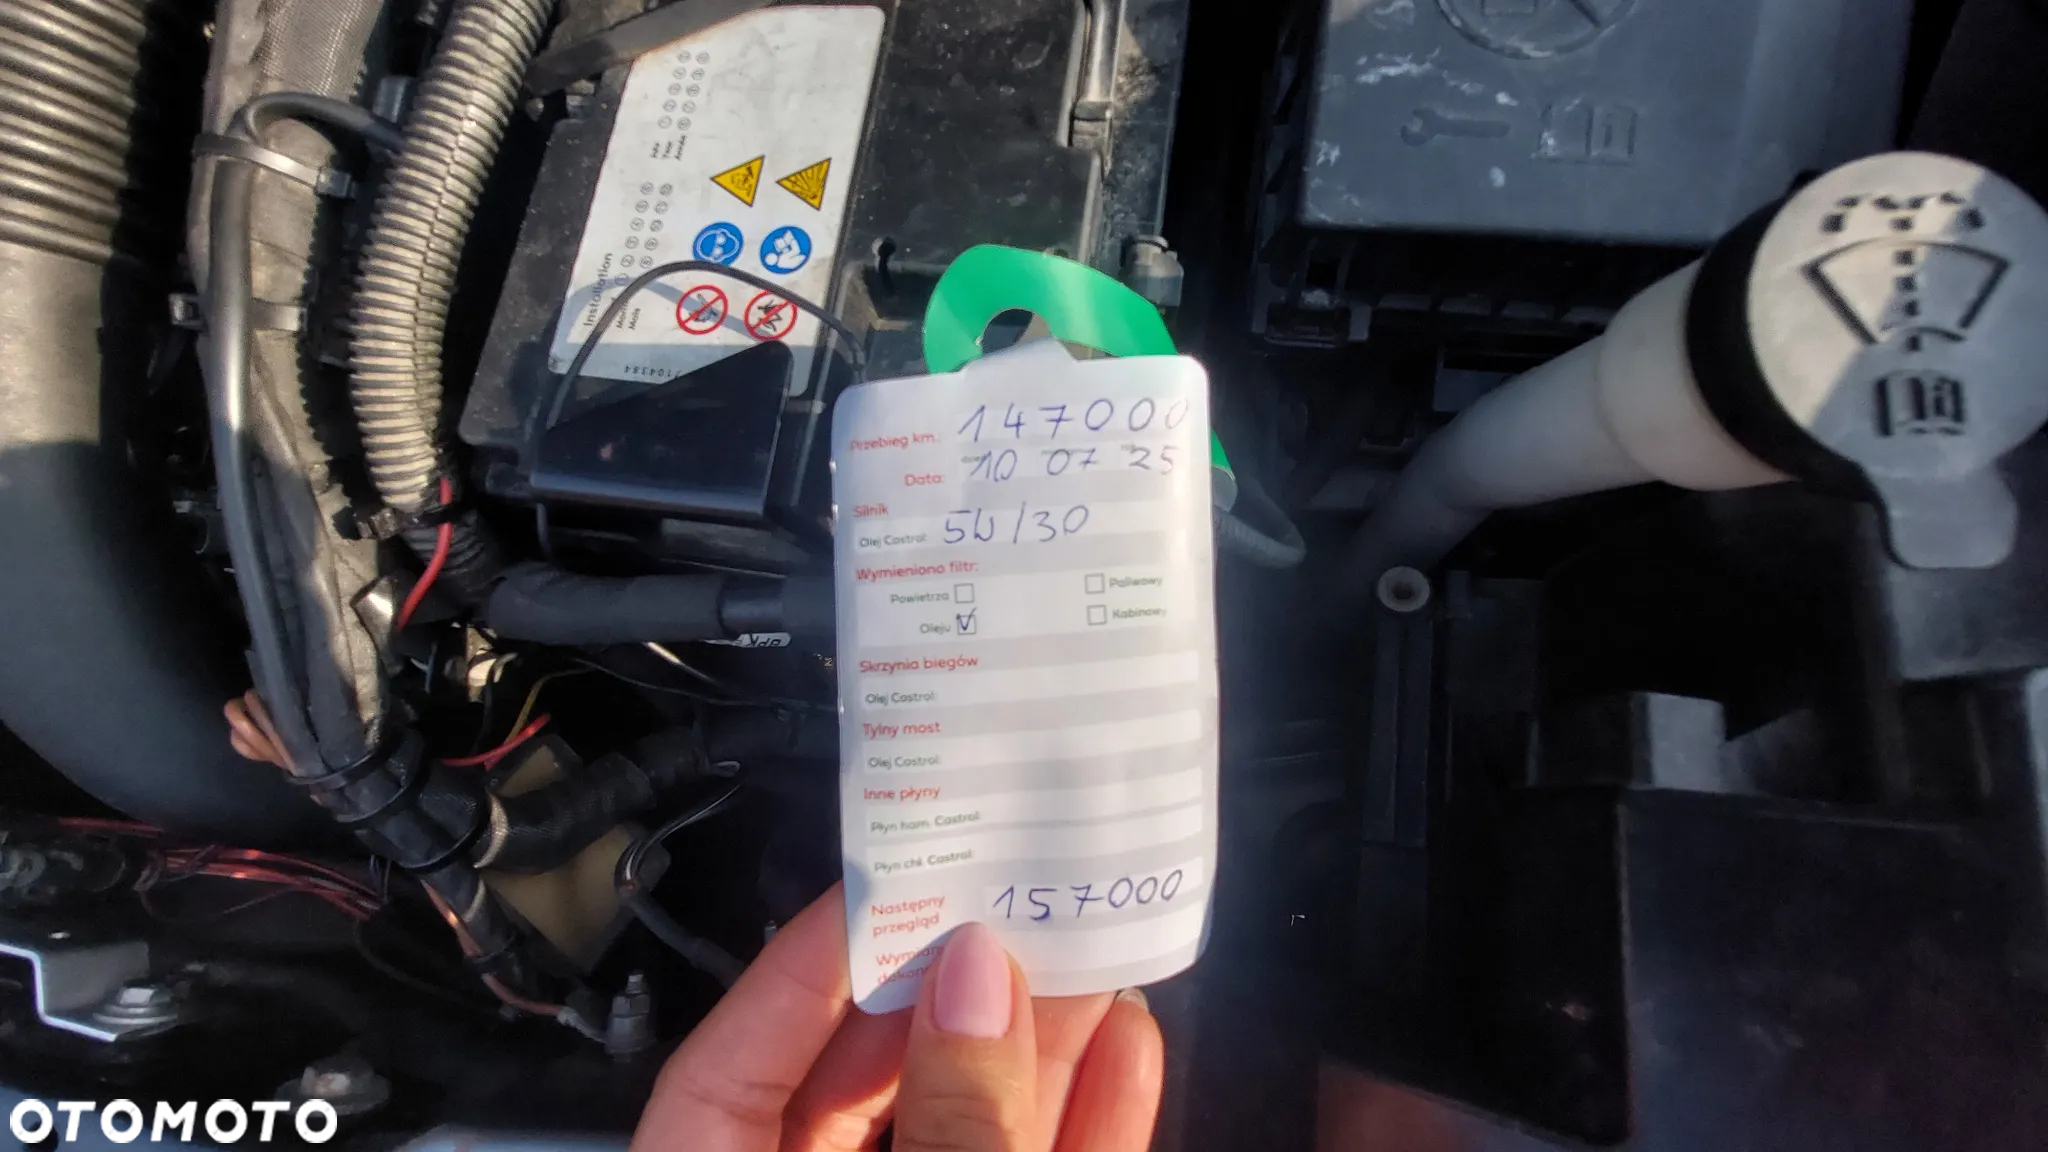 Installation
Mois
7104384
Przebieg km.: 147000
Data: 10 07 25
Silnik
Olej Castrol: 5W/30
Wymieniono filtr:
Powietrza Paliwowy
Oleju Kabinowy
Skrzynia biegów
Olej Castrol:
Tylny most
Olej Castrol:
Inne płyny
Płyn ham. Castrol:
Płyn chł. Castrol:
Następny
przegląd 157000
OTOMOTO